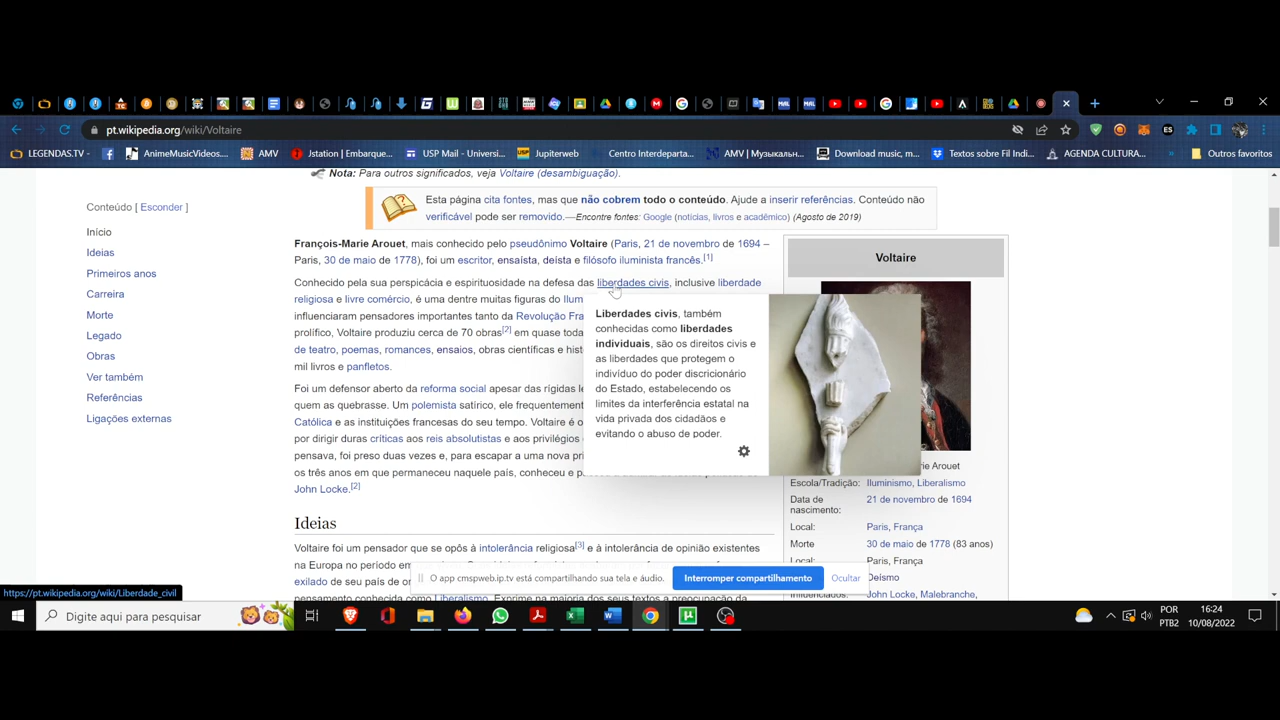 pt.wikipedia.org/wiki/Voltaire
LEGENDAS.TV - AnimeMusicVideos... AMV Jstation | Embarque... USP Mail - Universi... Jupiterweb Centro Interdeparta... AMV | Музыкальн... Download music, m... Textos sobre Fil Indi... AGENDA CULTURA... » Outros favoritos
Nota: Para outros significados, veja Voltaire (desambiguação).
Esta página cita fontes, mas que não cobrem todo o conteúdo. Ajude a inserir referências. Conteúdo não
verificável pode ser removido.—Encontre fontes: Google (notícias, livros e acadêmico) (Agosto de 2019)
Conteúdo [ Esconder ]
Início
Ideias
Primeiros anos
Carreira
Morte
Legado
Obras
Ver também
Referências
Ligações externas
François-Marie Arouet, mais conhecido pelo pseudônimo Voltaire (Paris, 21 de novembro de 1694 –
Paris, 30 de maio de 1778), foi um escritor, ensaísta, deísta e filósofo iluminista francês.[1]
Conhecido pela sua perspicácia e espirituosidade na defesa das liberdades civis, inclusive liberdade
religiosa e livre comércio, é uma dentre muitas figuras do Ilum
influenciaram pensadores importantes tanto da Revolução Fra
prolífico, Voltaire produziu cerca de 70 obras[2] em quase toda
de teatro, poemas, romances, ensaios, obras científicas e hist
mil livros e panfletos.
Foi um defensor aberto da reforma social apesar das rígidas le
quem as quebrasse. Um polemista satírico, ele frequentemen
Católica e as instituições francesas do seu tempo. Voltaire é o
por dirigir duras críticas aos reis absolutistas e aos privilégios
pensava, foi preso duas vezes e, para escapar a uma nova pri
os três anos em que permaneceu naquele país, conheceu e p
John Locke.[2]
Liberdades civis, também
conhecidas como liberdades
individuais, são os direitos civis e
as liberdades que protegem o
indivíduo do poder discricionário
do Estado, estabelecendo os
limites da interferência estatal na
vida privada dos cidadãos e
evitando o abuso de poder.
Ideias
Voltaire foi um pensador que se opôs à intolerância religiosa[3] e à intolerância de opinião existentes
na Europa no período em
exilado de seu país de or
pensamento conhecido como Liberalismo. Exprime na maioria dos seus textos a preocupação da
Voltaire
rie Arouet
Escola/Tradição: Iluminismo, Liberalismo
Data de nascimento: 21 de novembro de 1694
Local: Paris, França
Morte 30 de maio de 1778 (83 anos)
Local: Paris, França
Deísmo
Influenciados: John Locke, Malebranche,
O app cmspweb.ip.tv está compartilhando sua tela e áudio. Interromper compartilhamento Ocultar
https://pt.wikipedia.org/wiki/Liberdade_civil
Digite aqui para pesquisar
POR
PTB2
16:24
10/08/2022